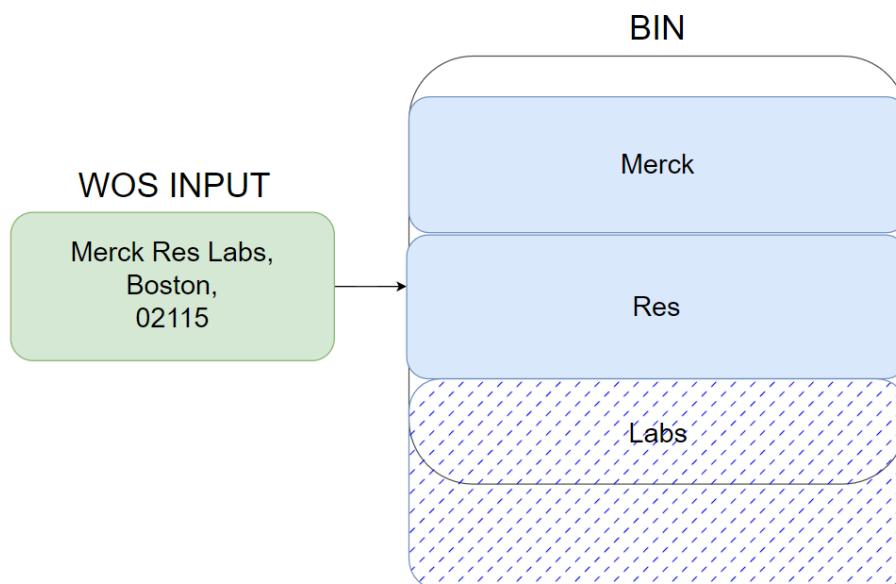 BIN
Merck
WOS INPUT
Merck Res Labs,
Boston,
02115
Res
Labs